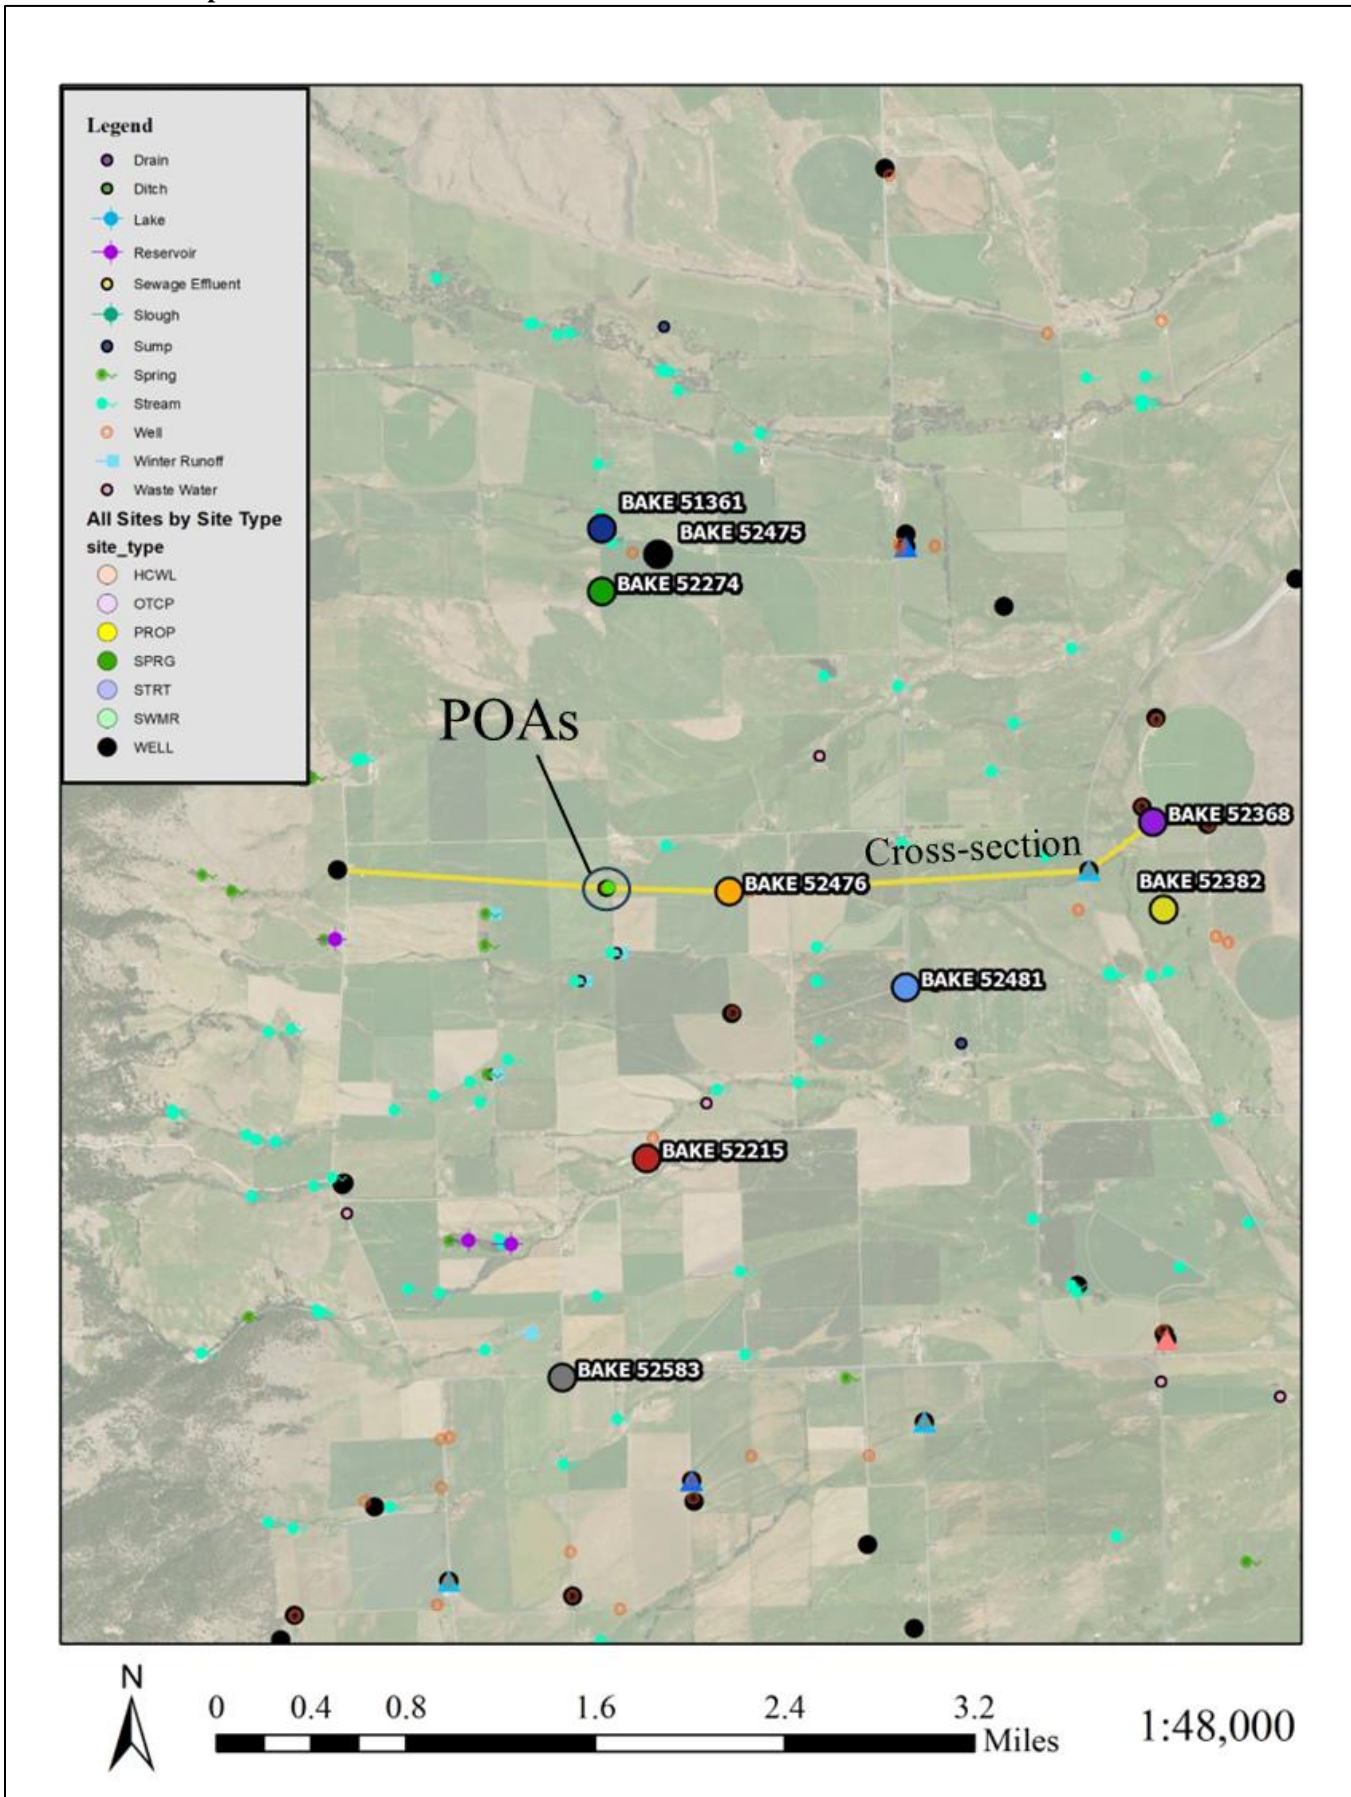 Legend
Drain
Ditch
Lake
Reservoir
Sewage Effluent
Slough
Sump
Spring
Stream
Well
Winter Runoff
Waste Water
All Sites by Site Type
site_type
HCWL
OTCP
PROP
SPRG
STRT
SWMR
WELL
BAKE 51361
BAKE 52475
BAKE 52274
POAs
BAKE 52368
Cross-section
BAKE 52476
BAKE 52382
BAKE 52481
BAKE 52215
BAKE 52583
N
0 0.4 0.8 1.6 2.4 3.2
Miles
1:48,000